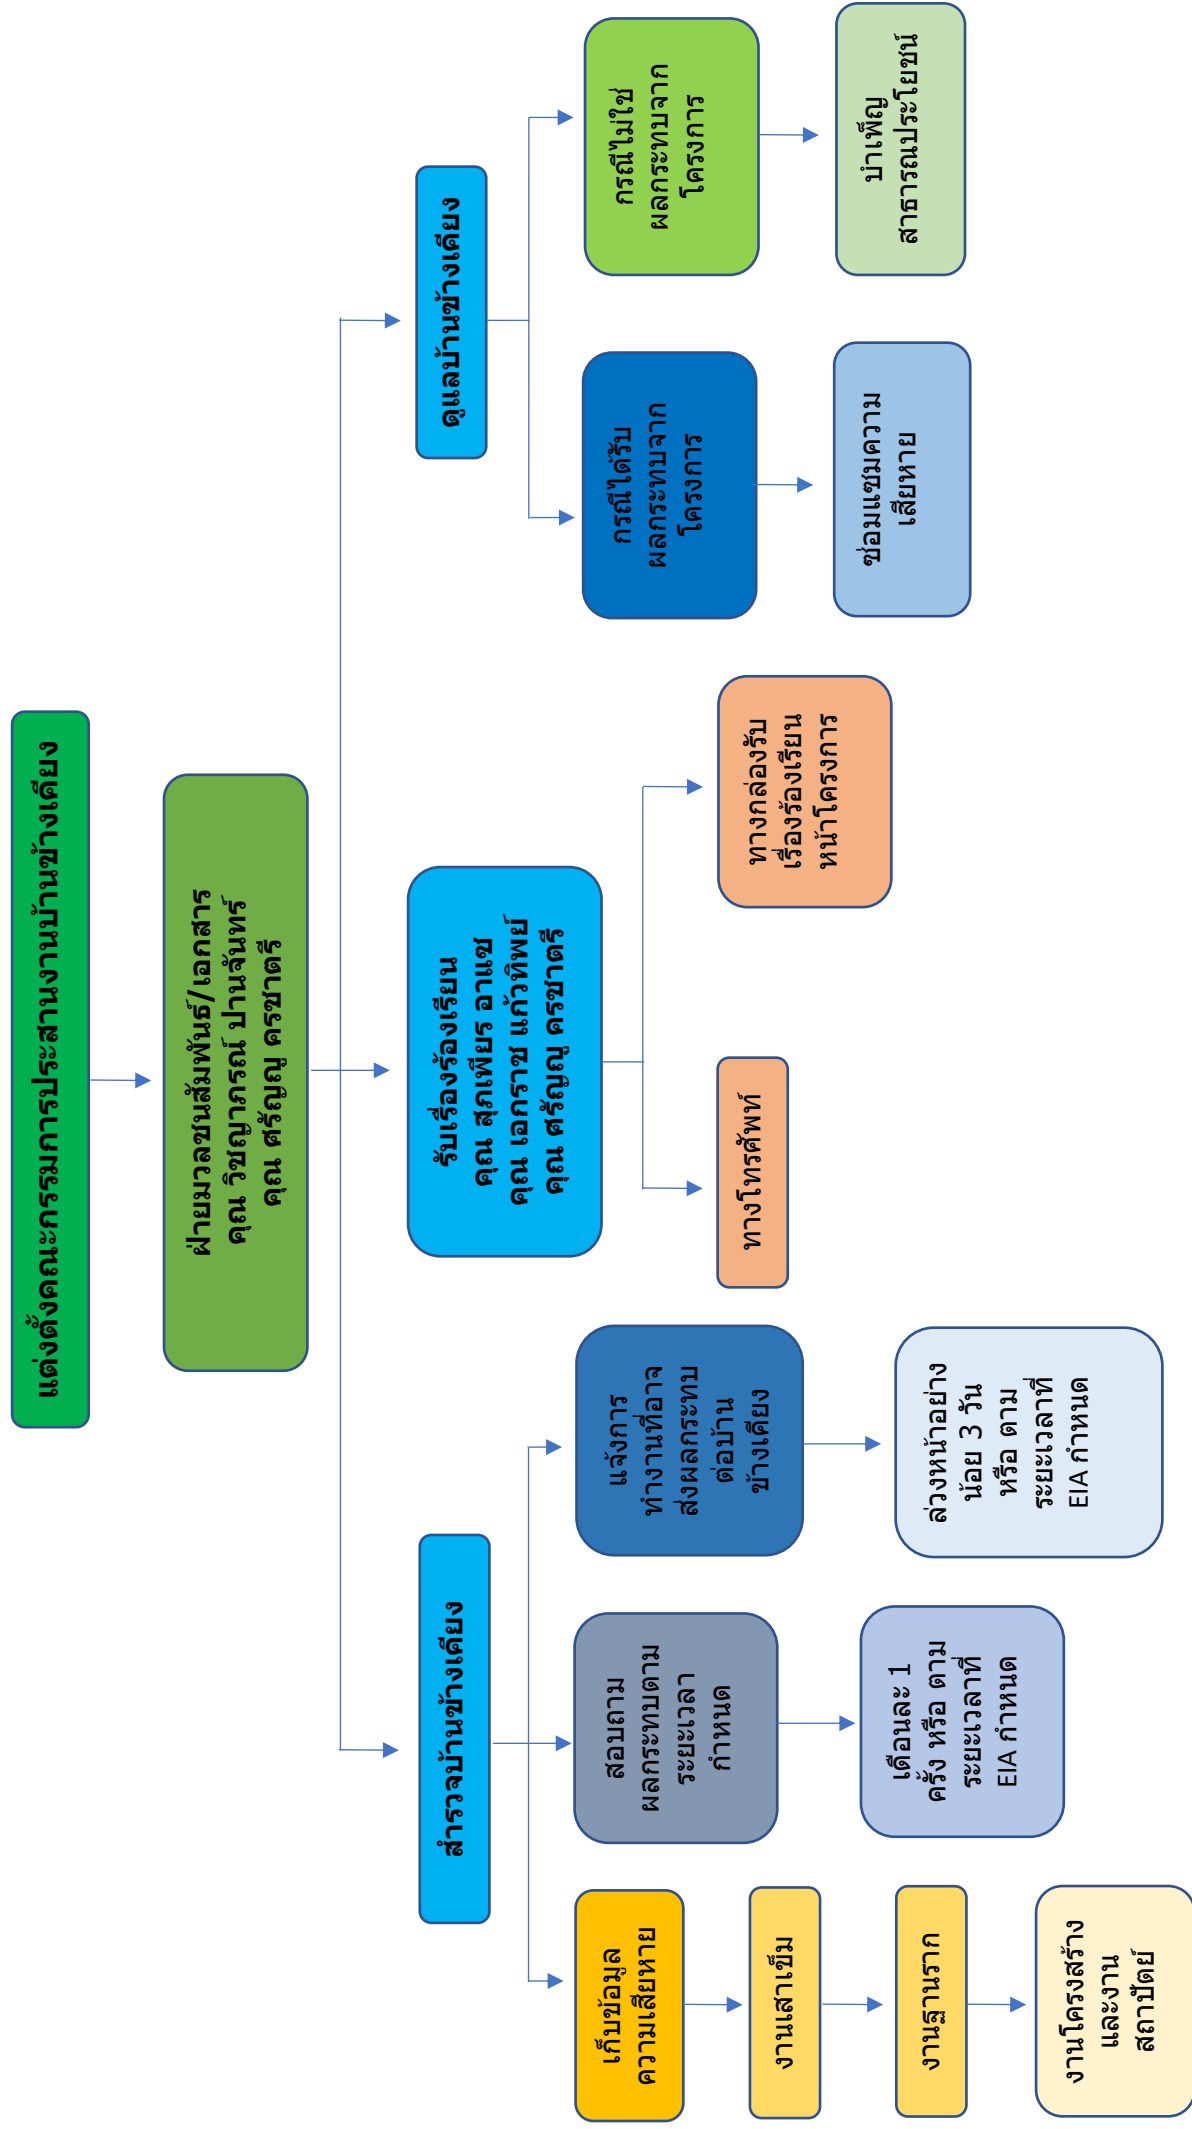 แต่งตั้งคณะกรรมการประสานงานบ้านข้างเคียง
ฝ่ายมวลชนสัมพันธ์/เอกสาร
คุณ วิชญาภรณ์ ปานจันทร์
คุณ ศรัญญู ครชาตรี
สำรวจบ้านข้างเคียง
รับเรื่องร้องเรียน
คุณ สุภเพียร อาแซ
คุณ เอกราช แก้วทิพย์
คุณ ศรัญญู ครชาตรี
ดูแลบ้านข้างเคียง
เก็บข้อมูล
ความเสียหาย
งานเสาเข็ม
งานฐานราก
งานโครงสร้าง
และงาน
สถาปัตย์
สอบถาม
ผลกระทบตาม
ระยะเวลา
กำหนด
เดือนละ 1
ครั้ง หรือ ตาม
ระยะเวลาที่
EIA กำหนด
แจ้งการ
ทำงานที่อาจ
ส่งผลกระทบ
ต่อบ้าน
ข้างเคียง
ล่วงหน้าอย่าง
น้อย 3 วัน
หรือ ตาม
ระยะเวลาที่
EIA กำหนด
ทางโทรศัพท์
ทางกล่องรับ
เรื่องร้องเรียน
หน้าโครงการ
กรณีได้รับ
ผลกระทบจาก
โครงการ
ซ่อมแซมความ
เสียหาย
กรณีไม่ใช่
ผลกระทบจาก
โครงการ
บำเพ็ญ
สาธารณประโยชน์